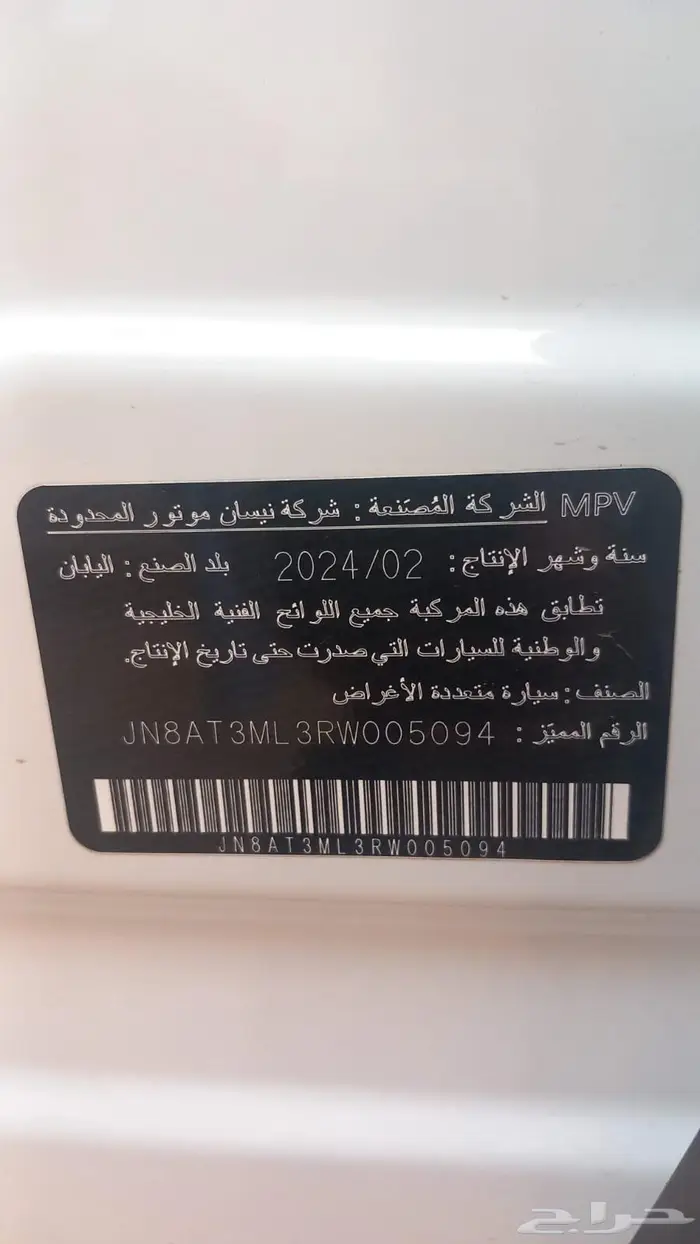 MPV الشركة المُصَنعة : شركة نيسان موتور المحدودة
سنة وشهر الإنتاج : 2024/02 بلد الصنع : اليابان
تطابق هذه المركبة جميع اللوائح الفنية الخليجية
والوطنية للسيارات التي صدرت حتى تاريخ الإنتاج.
الصنف : سيارة متعددة الأغراض
الرقم المميَز : JN8AT3ML3RW005094
JN8AT3ML3RW005094
حراج